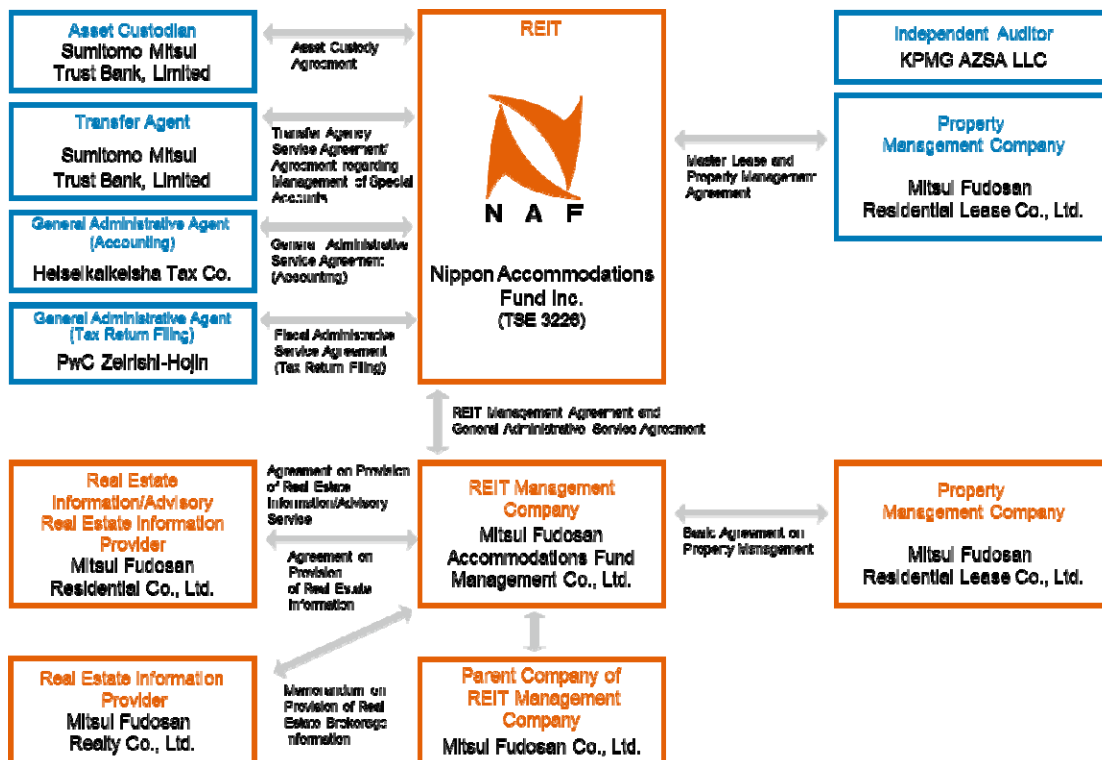 Asset Custodian
Sumitomo Mitsui
Trust Bank, Limited
Asset Custody
Agreement
Transfer Agent
Sumitomo Mitsui
Trust Bank, Limited
Transfer Agency
Service Agreement/
Agreement regarding
Management of Special
Accounts
General Administrative Agent
(Accounting)
Heiseikaikeisha Tax Co.
General Administrative
Service Agreement
(Accounting)
General Administrative Agent
(Tax Return Filing)
PwC Zeirishi-Hojin
Fiscal Administrative
Service Agreement
(Tax Return Filing)
REIT
N A F
Nippon Accommodations
Fund Inc.
(TSE 3226)
Independent Auditor
KPMG AZSA LLC
Master Lease and
Property Management
Agreement
Property
Management Company
Mitsui Fudosan
Residential Lease Co., Ltd.
REIT Management Agreement and
General Administrative Service Agreement
Real Estate
Information/Advisory
Real Estate Information
Provider
Mitsui Fudosan
Residential Co., Ltd.
Agreement on Provision
of Real Estate
Information/Advisory
Service
Agreement on
Provision
of Real Estate
Information
REIT Management
Company
Mitsui Fudosan
Accommodations Fund
Management Co., Ltd.
Basic Agreement on
Property Management
Property
Management Company
Mitsui Fudosan
Residential Lease Co., Ltd.
Real Estate Information
Provider
Mitsui Fudosan
Realty Co., Ltd.
Memorandum on
Provision of Real
Estate Brokerage
nformation
Parent Company of
REIT Management
Company
Mitsui Fudosan Co., Ltd.